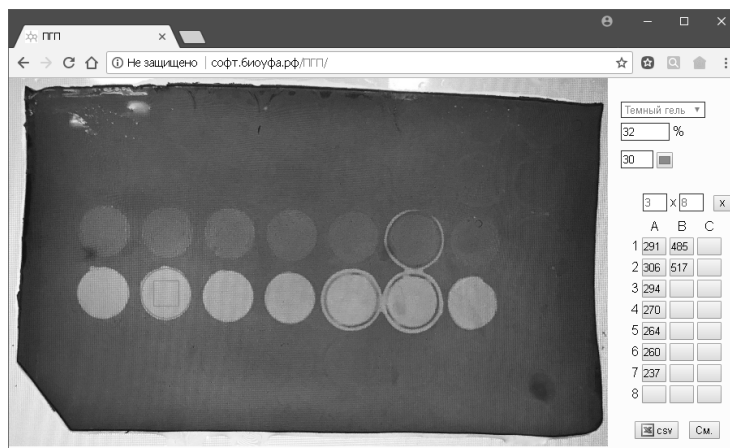 ПГП
Не защищено | софт.биоуфа.рф/ПГП/
Темный гель
32 %
30
3 x 8 x
A B C
1 291 485
2 306 517
3 294
4 270
5 264
6 260
7 237
8
csv См.